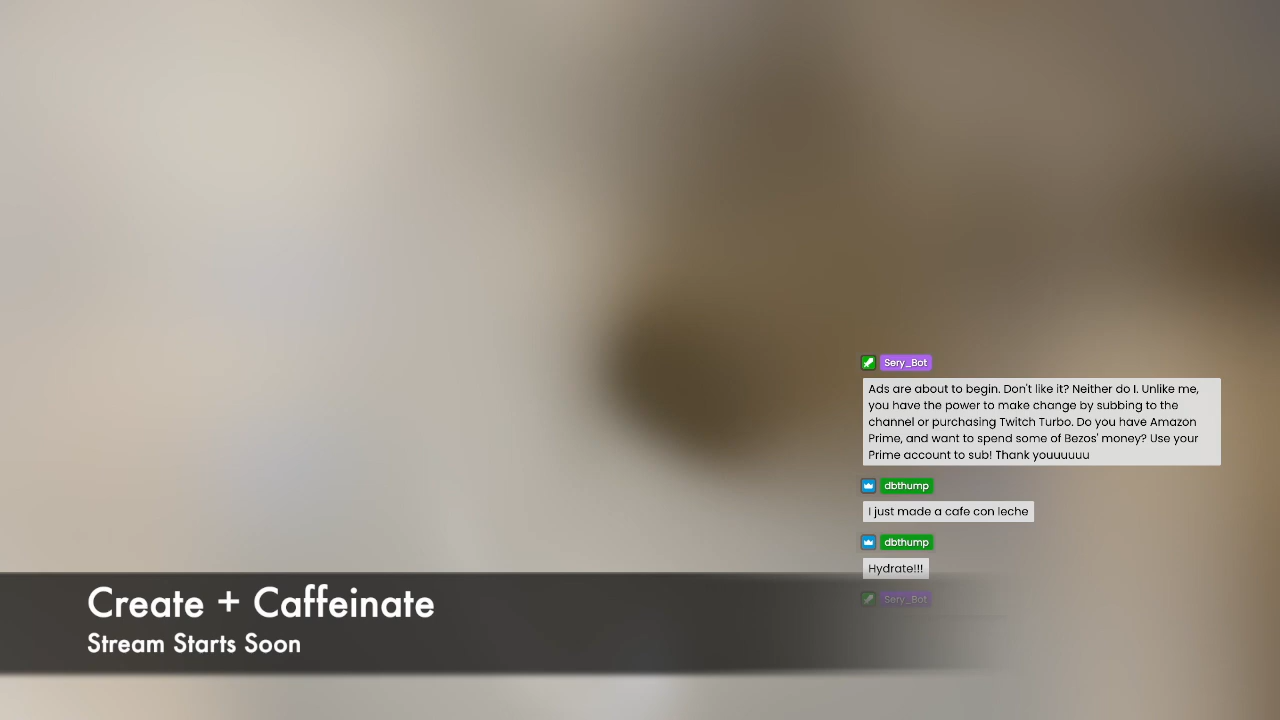 Sery_Bot
Ads are about to begin. Don't like it? Neither do I. Unlike me,
you have the power to make change by subbing to the
channel or purchasing Twitch Turbo. Do you have Amazon
Prime, and want to spend some of Bezos' money? Use your
Prime account to sub! Thank youuuuuu
dbthump
I just made a cafe con leche
dbthump
Hydrate!!!
Sery_Bot
Create + Caffeinate
Stream Starts Soon